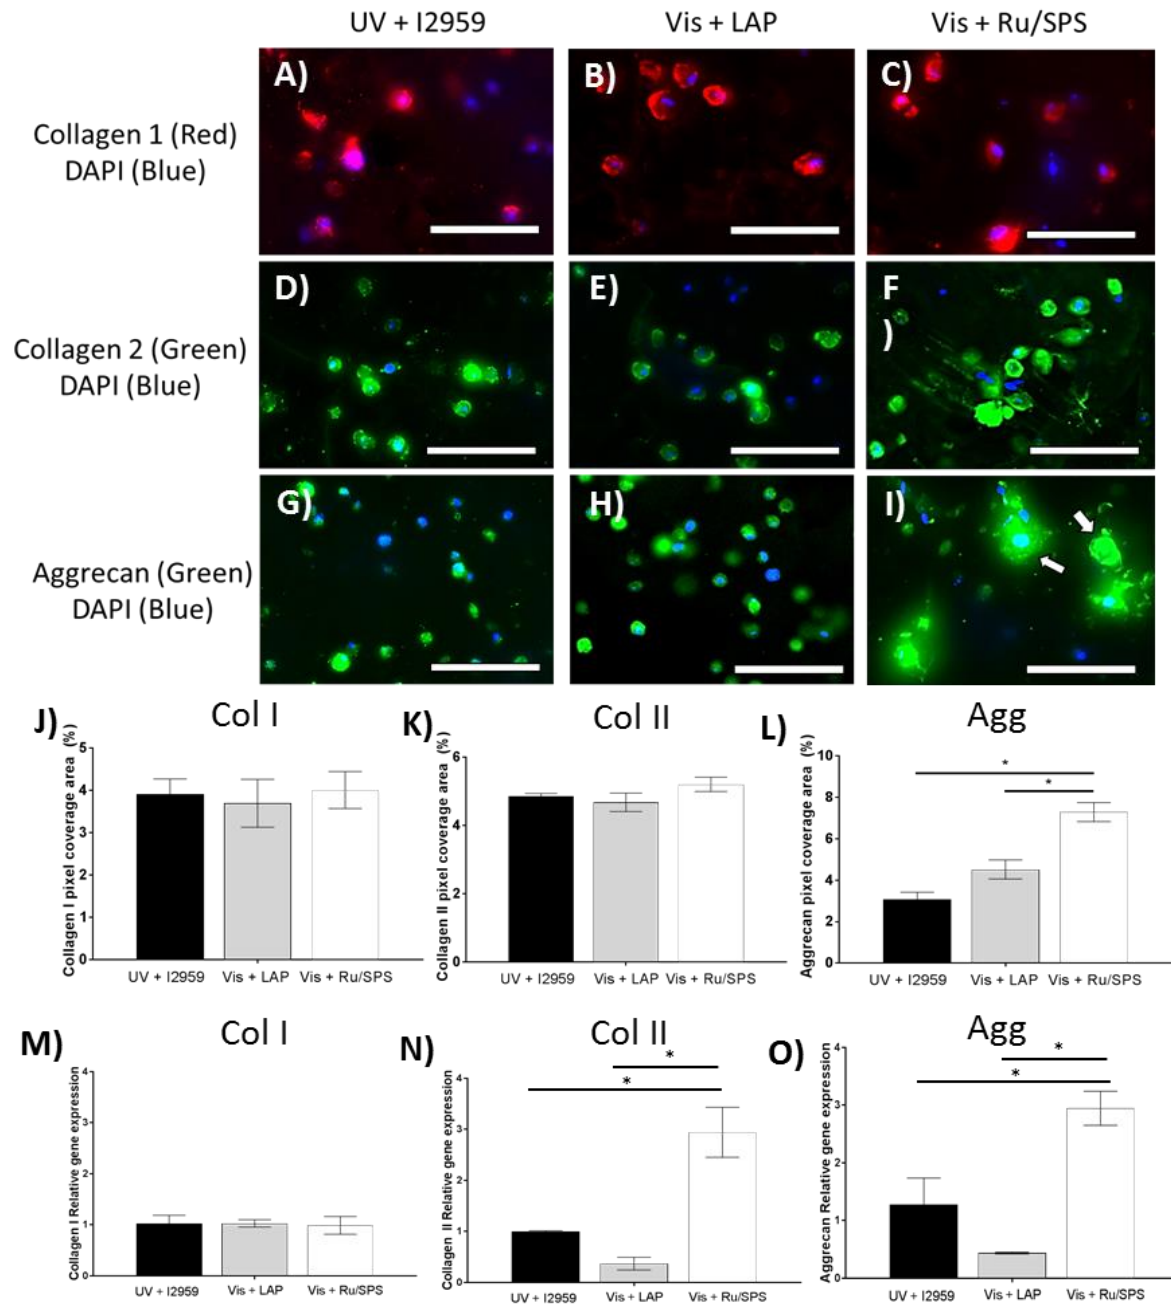 UV + I2959
Vis + LAP
Vis + Ru/SPS
Collagen 1 (Red)
DAPI (Blue)
A)
B)
C)
Collagen 2 (Green)
DAPI (Blue)
D)
E)
F
)
Aggrecan (Green)
DAPI (Blue)
G)
H)
I)
J)
Col I
Collagen I pixel coverage area (%)
5
4
3
2
1
0
UV + I2959
Vis + LAP
Vis + Ru/SPS
K)
Col II
Collagen II pixel coverage area (%)
6
4
2
0
UV + I2959
Vis + LAP
Vis + Ru/SPS
L)
Agg
Aggrecan pixel coverage area (%)
10
8
6
4
2
0
*
*
UV + I2959
Vis + LAP
Vis + Ru/SPS
M)
Col I
Collagen I Relative gene expression
4
3
2
1
0
UV + I2959
Vis + LAP
Vis + Ru/SPS
N)
Col II
Collagen II Relative gene expression
4
3
2
1
0
*
*
UV + I2959
Vis + LAP
Vis + Ru/SPS
O)
Agg
Aggrecan Relative gene expression
4
3
2
1
0
*
*
UV + I2959
Vis + LAP
Vis + Ru/SPS